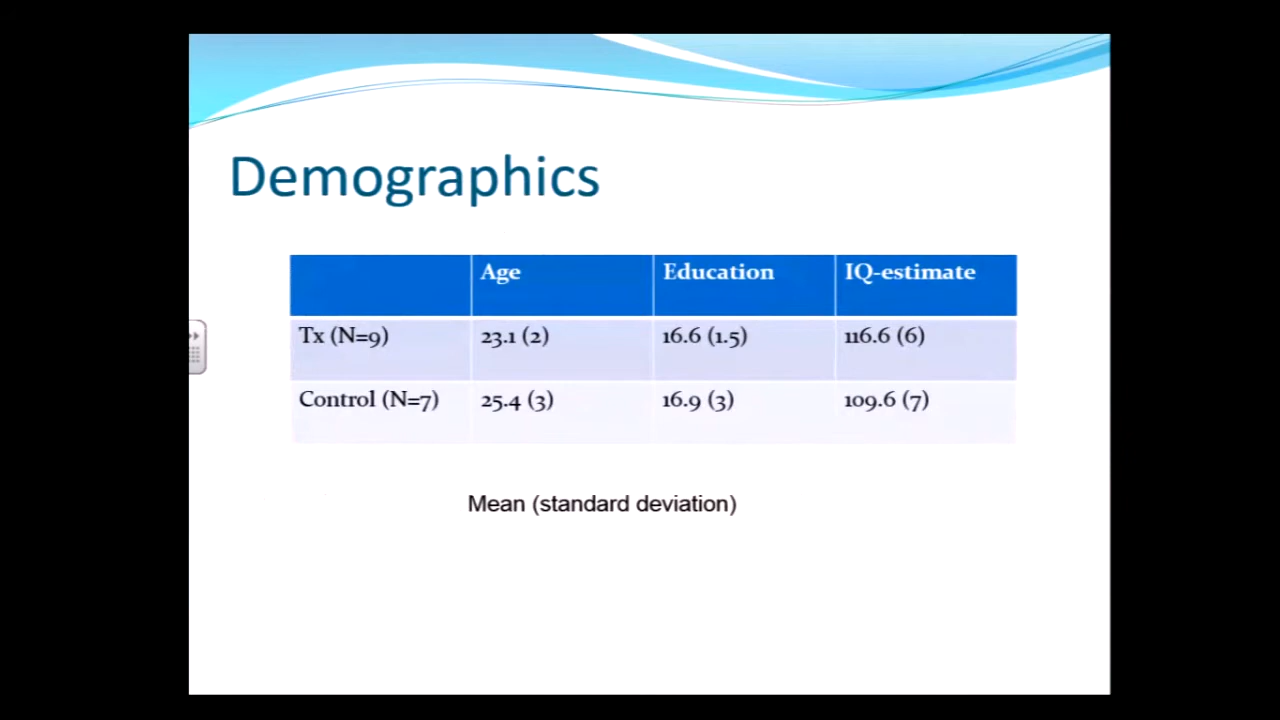 Demographics
Age Education IQ-estimate
Tx (N=9) 23.1 (2) 16.6 (1.5) 116.6 (6)
Control (N=7) 25.4 (3) 16.9 (3) 109.6 (7)
Mean (standard deviation)